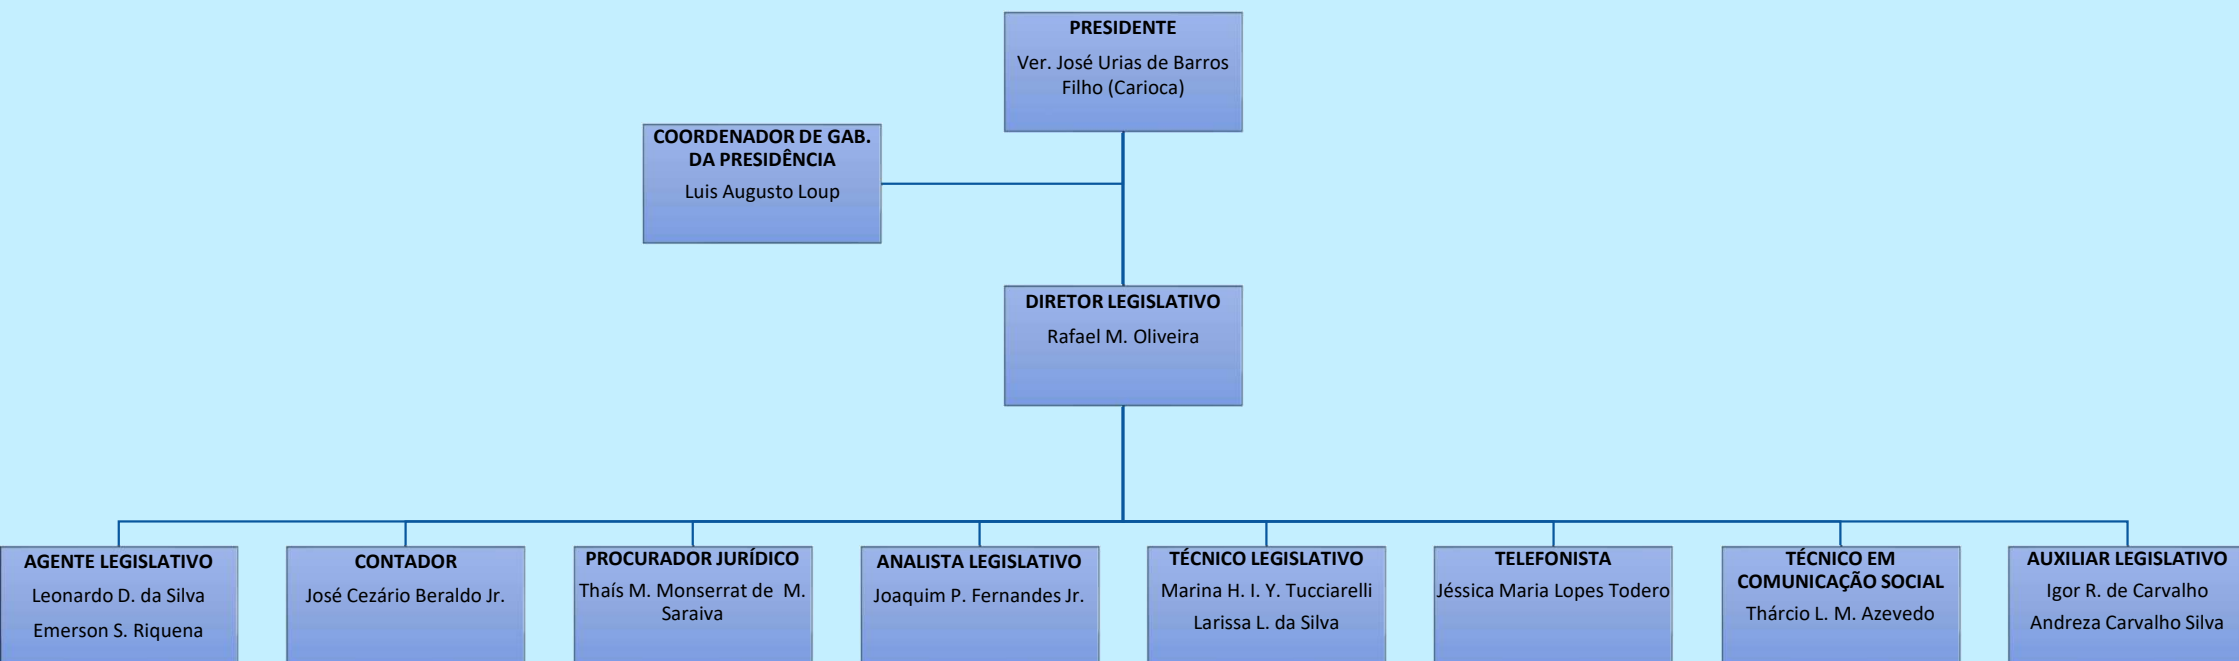 PRESIDENTE
Ver. José Urias de Barros
Filho (Carioca)
COORDENADOR DE GAB.
DA PRESIDÊNCIA
Luis Augusto Loup
DIRETOR LEGISLATIVO
Rafael M. Oliveira
AGENTE LEGISLATIVO
Leonardo D. da Silva
Emerson S. Riquena
CONTADOR
José Cezário Beraldo Jr.
PROCURADOR JURÍDICO
Thaís M. Monserrat de M.
Saraiva
ANALISTA LEGISLATIVO
Joaquim P. Fernandes Jr.
TÉCNICO LEGISLATIVO
Marina H. I. Y. Tucciarelli
Larissa L. da Silva
TELEFONISTA
Jéssica Maria Lopes Todero
TÉCNICO EM
COMUNICAÇÃO SOCIAL
Thárcio L. M. Azevedo
AUXILIAR LEGISLATIVO
Igor R. de Carvalho
Andreza Carvalho Silva